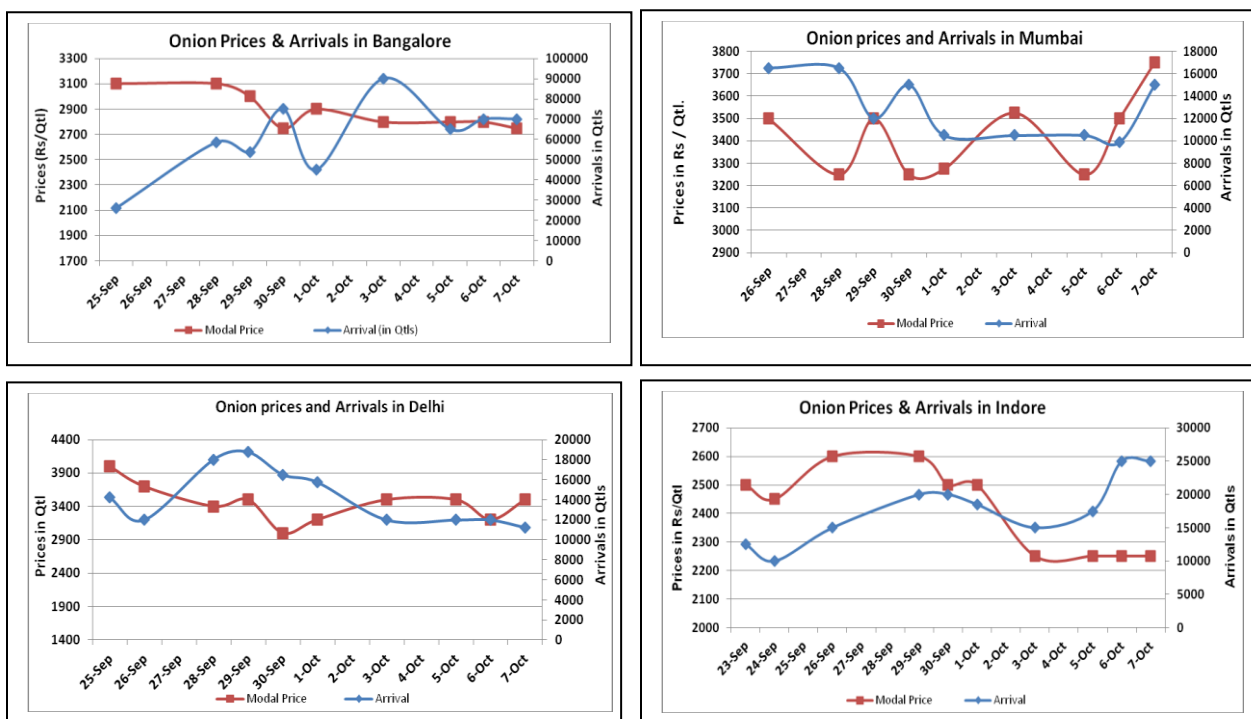 Onion Prices & Arrivals in Bangalore
Prices (Rs/Qtl)
3300
3100
2900
2700
2500
2300
2100
1900
1700
100000
90000
80000
70000
60000
50000
40000
30000
20000
10000
0
Arrivals in Qtls
25-Sep
26-Sep
27-Sep
28-Sep
29-Sep
30-Sep
1-Oct
2-Oct
3-Oct
4-Oct
5-Oct
6-Oct
7-Oct
Modal Price
Arrival (in Qtls)
Onion prices and Arrivals in Mumbai
Prices in Rs / Qtl.
3800
3700
3600
3500
3400
3300
3200
3100
3000
2900
18000
16000
14000
12000
10000
8000
6000
4000
2000
0
Arrivals in Qtls
26-Sep
27-Sep
28-Sep
29-Sep
30-Sep
1-Oct
2-Oct
3-Oct
4-Oct
5-Oct
6-Oct
7-Oct
Modal Price
Arrival
Onion prices and Arrivals in Delhi
Prices in Qtl
4400
3900
3400
2900
2400
1900
1400
20000
18000
16000
14000
12000
10000
8000
6000
4000
2000
0
Arrivals in Qtls
25-Sep
26-Sep
27-Sep
28-Sep
29-Sep
30-Sep
1-Oct
2-Oct
3-Oct
4-Oct
5-Oct
6-Oct
7-Oct
Modal Price
Arrival
Onion Prices & Arrivals in Indore
Prices in Rs/Qtl
2700
2600
2500
2400
2300
2200
2100
2000
30000
25000
20000
15000
10000
5000
0
Arrivals in Qtls
23-Sep
24-Sep
26-Sep
27-Sep
28-Sep
29-Sep
30-Sep
1-Oct
3-Oct
4-Oct
5-Oct
6-Oct
7-Oct
Modal Price
Arrival